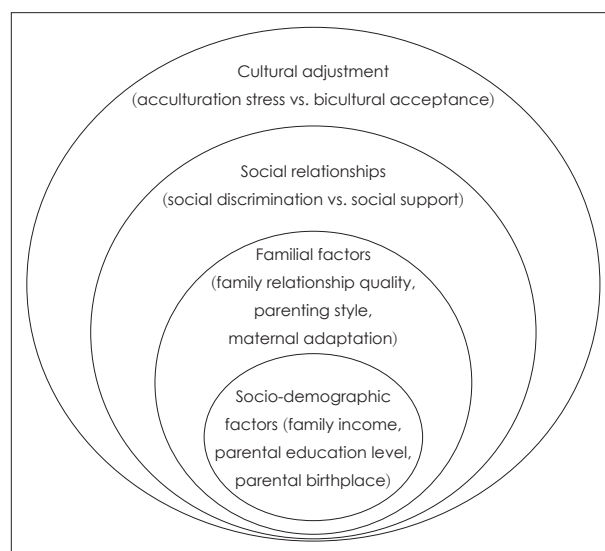 Cultural adjustment
(acculturation stress vs. bicultural acceptance)
Social relationships
(social discrimination vs. social support)
Familial factors
(family relationship quality,
parenting style,
maternal adaptation)
Socio-demographic
factors (family income,
parental education level,
parental birthplace)